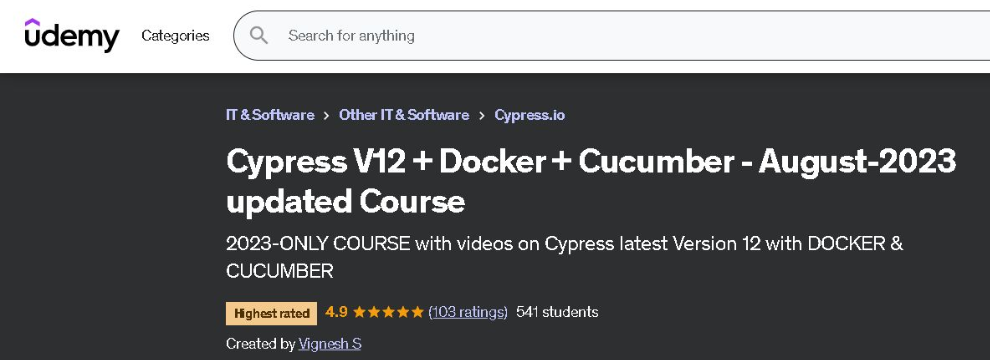 udemy Categories Search for anything
IT & Software > Other IT & Software > Cypress.io
Cypress V12 + Docker + Cucumber - August-2023
updated Course
2023-ONLY COURSE with videos on Cypress latest Version 12 with DOCKER &
CUCUMBER
Highest rated 4.9 ★★★★★ (103 ratings) 541 students
Created by Vignesh S